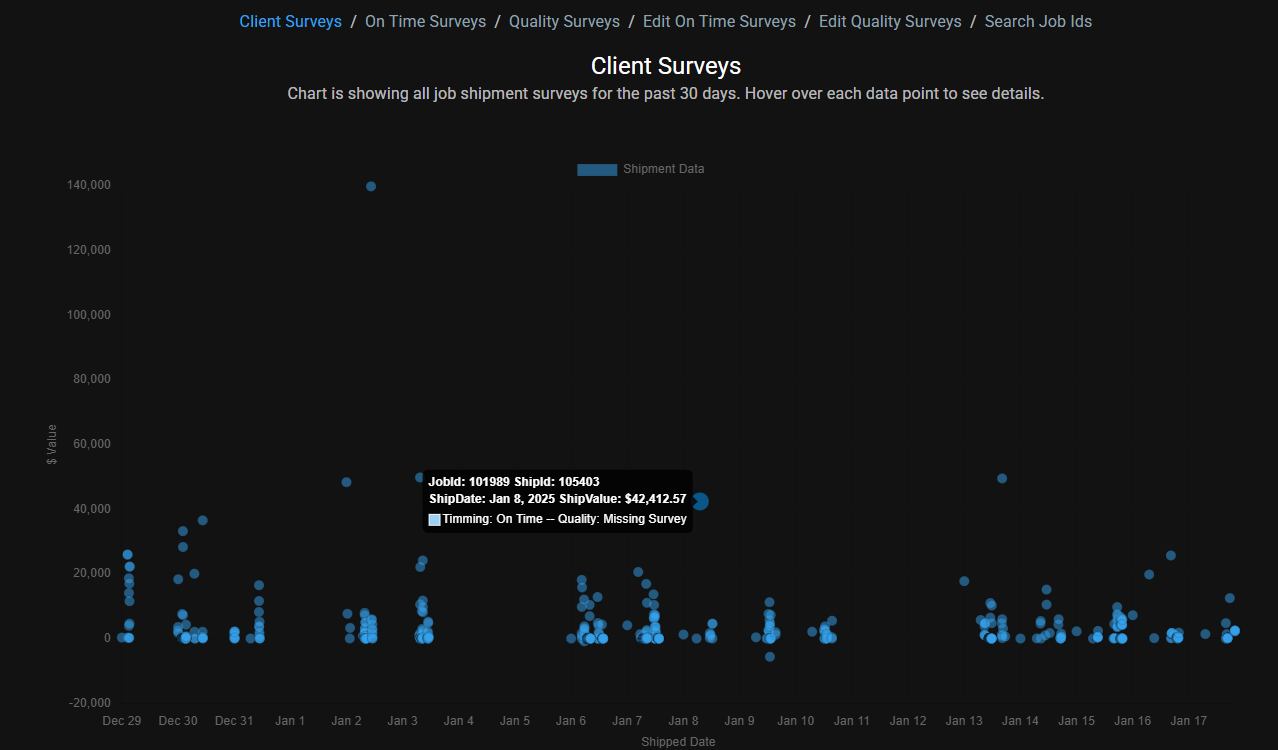 Client Surveys / On Time Surveys / Quality Surveys / Edit On Time Surveys / Edit Quality Surveys / Search Job Ids
Client Surveys
Chart is showing all job shipment surveys for the past 30 days. Hover over each data point to see details.
Shipment Data
140,000
120,000
100,000
80,000
60,000
40,000
20,000
0
-20,000
$ Value
JobId: 101989 ShipId: 105403
ShipDate: Jan 8, 2025 ShipValue: $42,412.57
Timming: On Time -- Quality: Missing Survey
Dec 29 Dec 30 Dec 31 Jan 1 Jan 2 Jan 3 Jan 4 Jan 5 Jan 6 Jan 7 Jan 8 Jan 9 Jan 10 Jan 11 Jan 12 Jan 13 Jan 14 Jan 15 Jan 16 Jan 17
Shipped Date